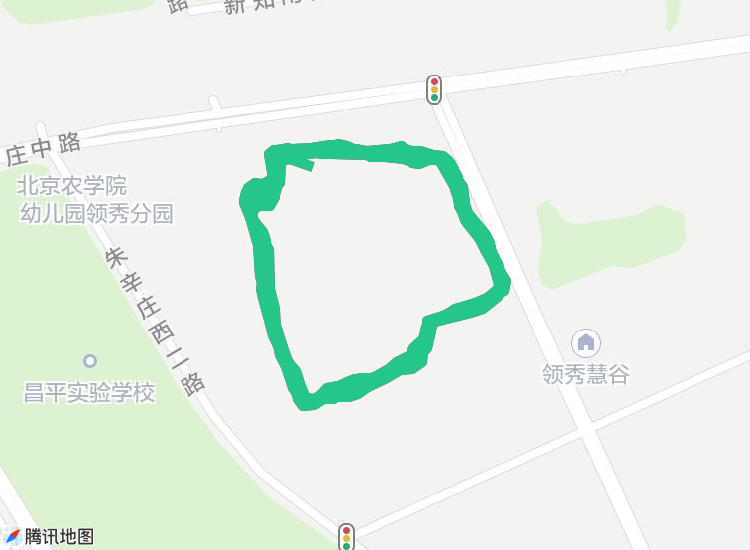 路
新知南
庄中路
北京农学院
幼儿园领秀分园
朱辛庄西二路
领秀慧谷
昌平实验学校
腾讯地图